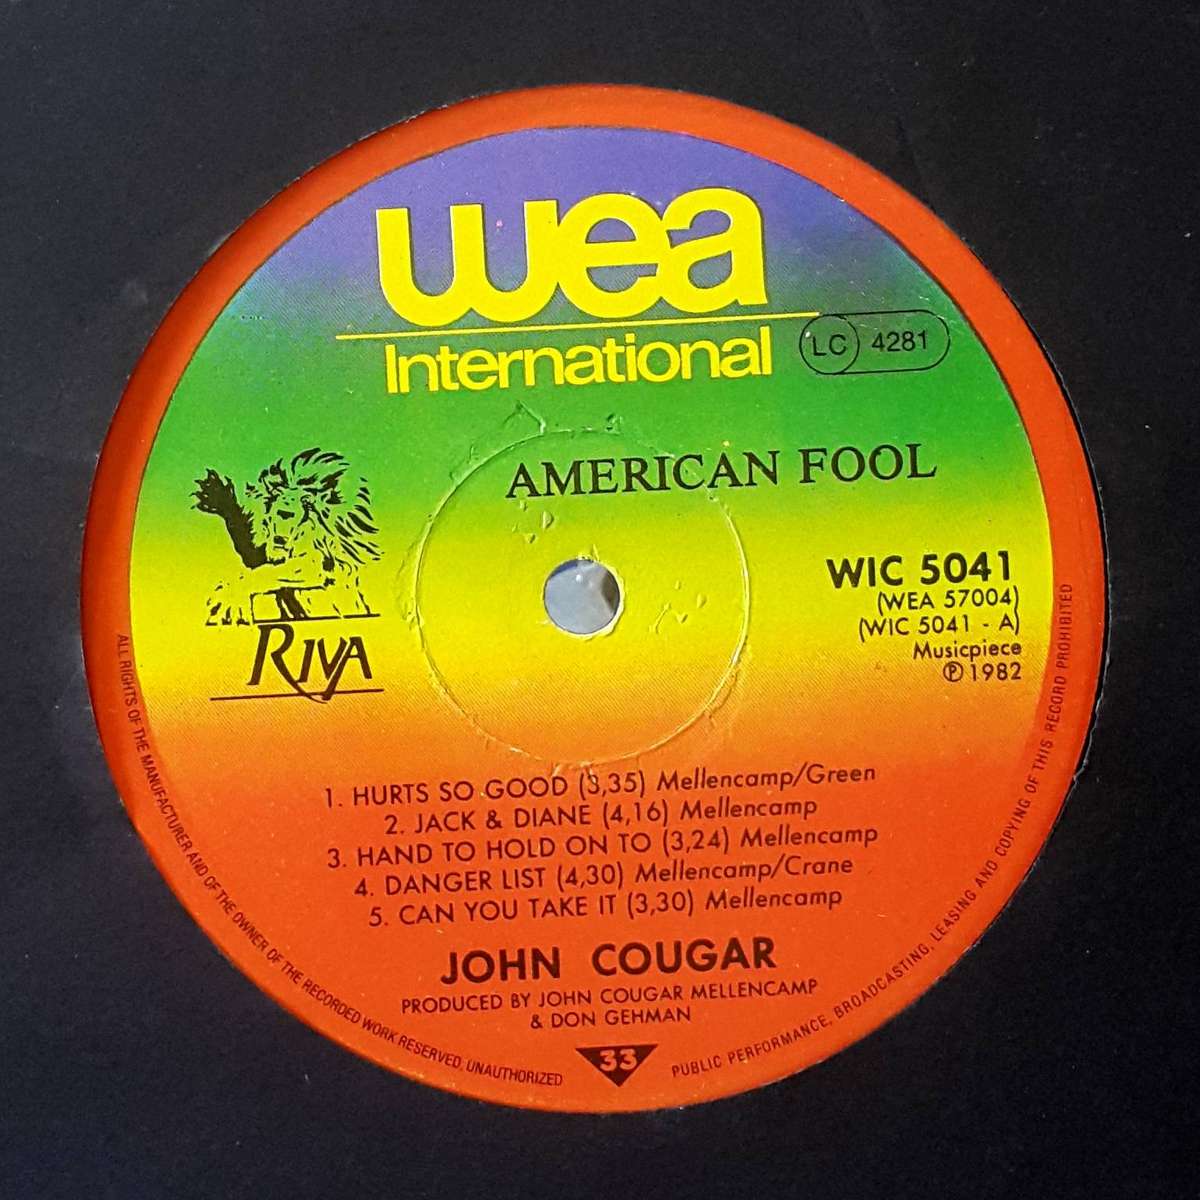 wea
International
LC 4281
AMERICAN FOOL
RIVA
WIC 5041
(WEA 57004)
(WIC 5041 - A)
Musicpiece
℗ 1982
1. HURTS SO GOOD (3,35) Mellencamp/Green
2. JACK & DIANE (4,16) Mellencamp
3. HAND TO HOLD ON TO (3,24) Mellencamp
4. DANGER LIST (4,30) Mellencamp/Crane
5. CAN YOU TAKE IT (3,30) Mellencamp
JOHN COUGAR
PRODUCED BY JOHN COUGAR MELLENCAMP
& DON GEHMAN
33
ALL RIGHTS OF THE MANUFACTURER AND OF THE OWNER OF THE RECORDED WORK RESERVED, UNAUTHORIZED
PUBLIC PERFORMANCE, BROADCASTING, LEASING AND COPYING OF THIS RECORD PROHIBITED